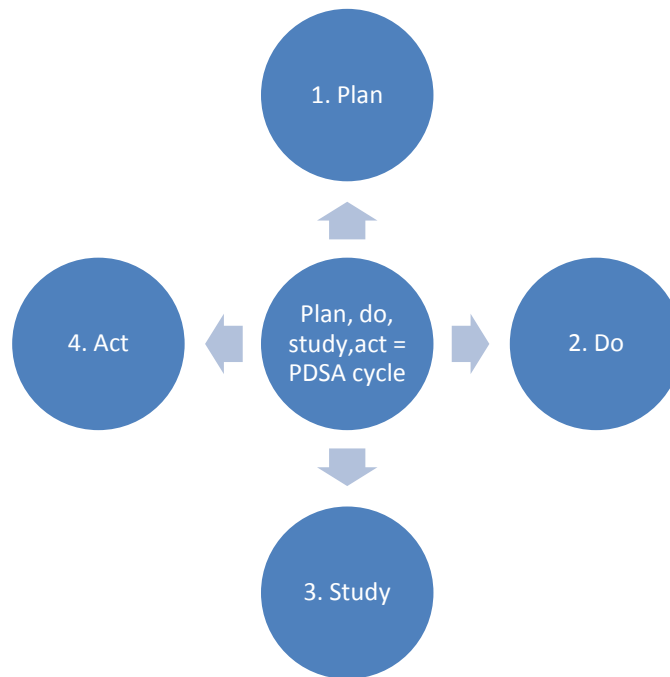 1. Plan
Plan, do,
study,act =
PDSA cycle
4. Act
2. Do
3. Study